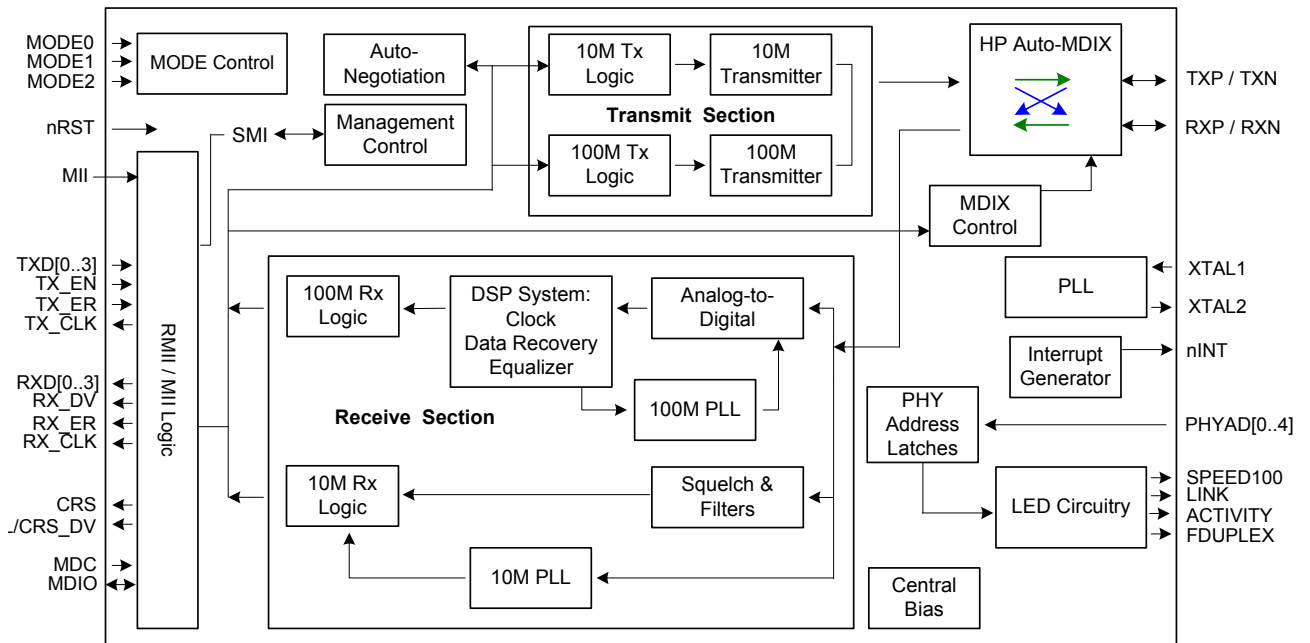 MODE0
MODE1
MODE2
MODE Control
Auto-
Negotiation
10M Tx
Logic
10M
Transmitter
HP Auto-MDIX
TXP / TXN
RXP / RXN
Transmit Section
nRST
SMI
Management
Control
100M Tx
Logic
100M
Transmitter
MII
MDIX
Control
RMII / MII Logic
TXD[0..3]
TX_EN
TX_ER
TX_CLK
100M Rx
Logic
DSP System:
Clock
Data Recovery
Equalizer
Analog-to-
Digital
PLL
XTAL1
XTAL2
Interrupt
Generator
nINT
RXD[0..3]
RX_DV
RX_ER
RX_CLK
Receive Section
100M PLL
PHY
Address
Latches
PHYAD[0..4]
10M Rx
Logic
Squelch &
Filters
LED Circuitry
SPEED100
LINK
ACTIVITY
FDUPLEX
CRS
/CRS_DV
MDC
MDIO
10M PLL
Central
Bias